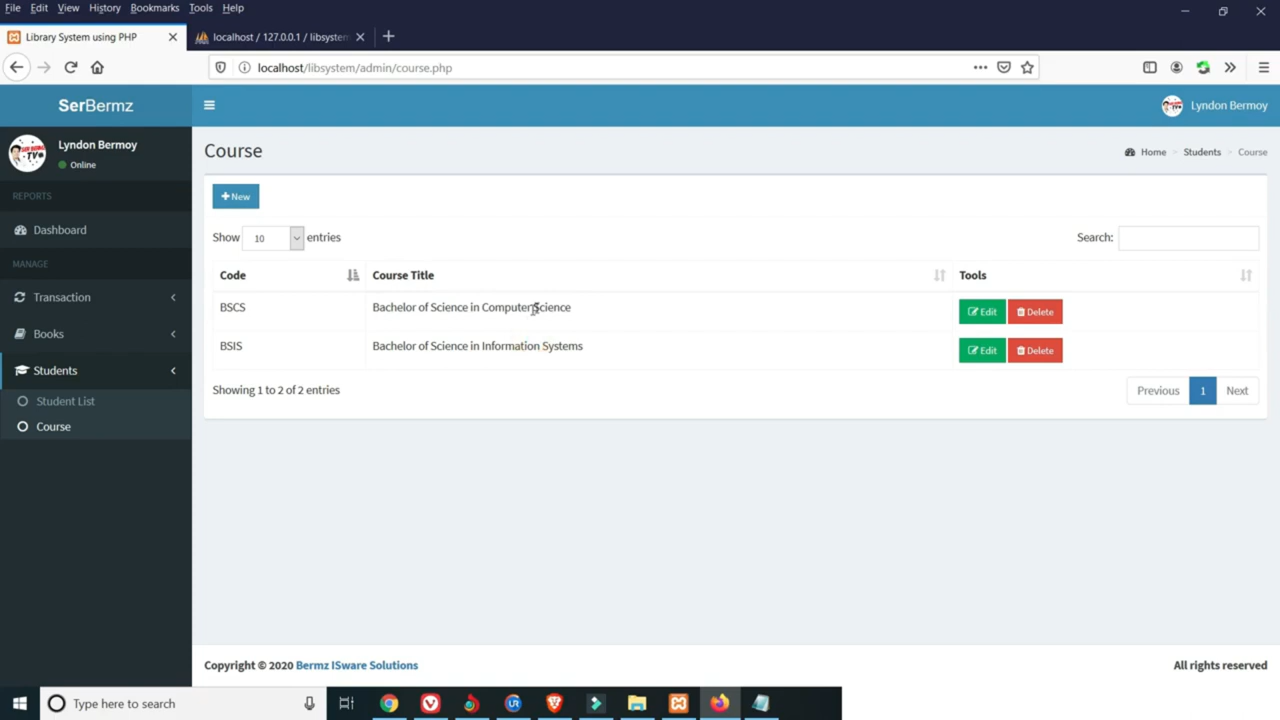 File Edit View History Bookmarks Tools Help
Library System using PHP
localhost / 127.0.0.1 / libsystem
localhost/libsystem/admin/course.php
SerBermz
Lyndon Bermoy
SER BERMZ TV
Lyndon Bermoy
Online
Course
Home > Students > Course
REPORTS
New
Dashboard
Show 10 entries
Search:
MANAGE
Code Course Title Tools
Transaction
BSCS Bachelor of Science in Computer Science Edit Delete
Books
BSIS Bachelor of Science in Information Systems Edit Delete
Students
Showing 1 to 2 of 2 entries
Previous 1 Next
Student List
Course
Copyright © 2020 Bermz ISware Solutions
All rights reserved
Type here to search